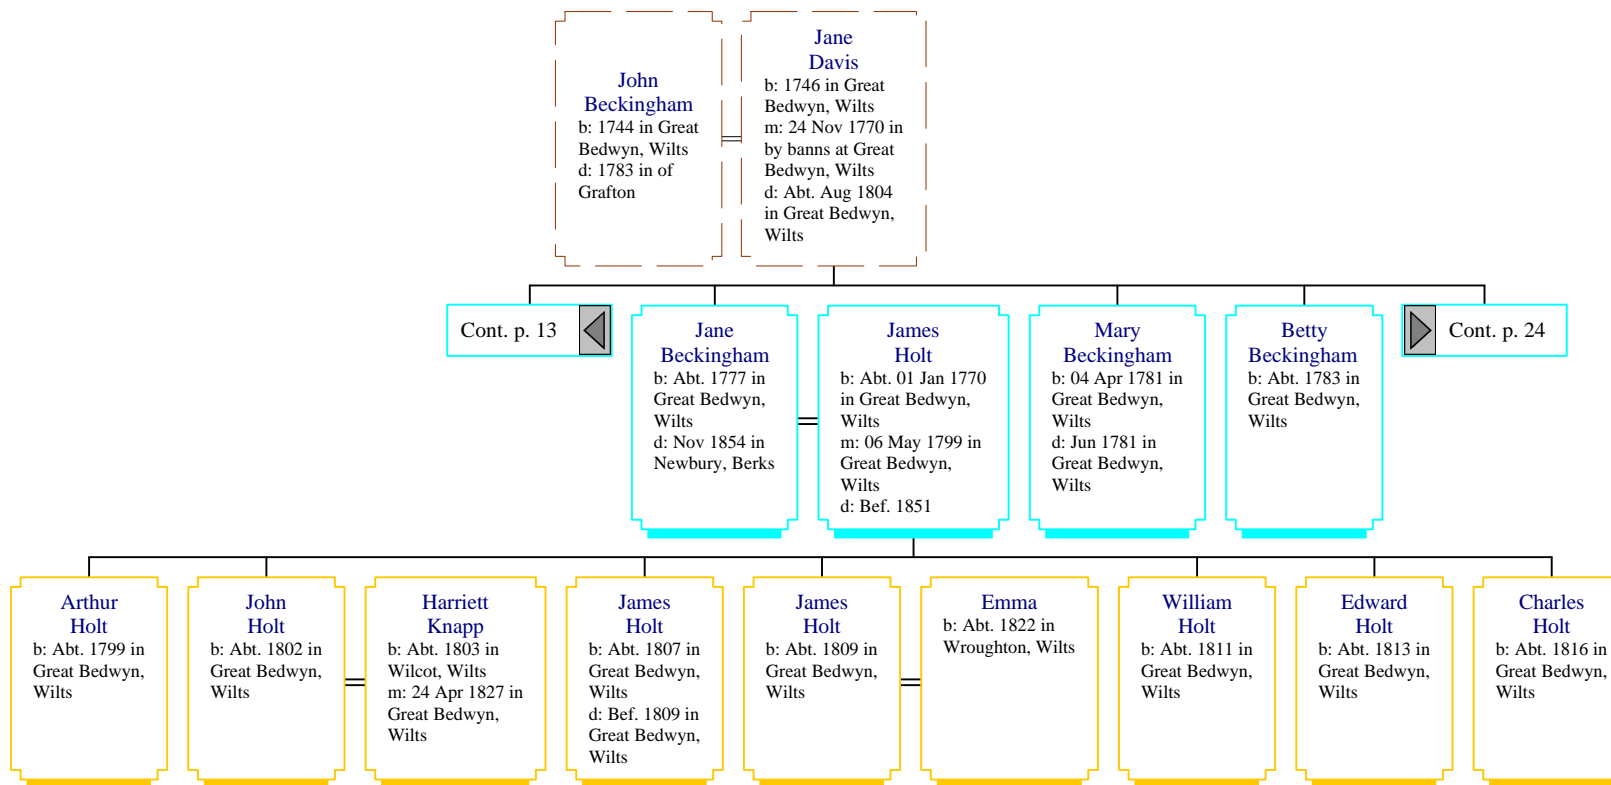 John
Beckingham
b: 1744 in Great
Bedwyn, Wilts
d: 1783 in of
Grafton
Jane
Davis
b: 1746 in Great
Bedwyn, Wilts
m: 24 Nov 1770 in
by banns at Great
Bedwyn, Wilts
d: Abt. Aug 1804
in Great Bedwyn,
Wilts
Cont. p. 13
Jane
Beckingham
b: Abt. 1777 in
Great Bedwyn,
Wilts
d: Nov 1854 in
Newbury, Berks
James
Holt
b: Abt. 01 Jan 1770
in Great Bedwyn,
Wilts
m: 06 May 1799 in
Great Bedwyn,
Wilts
d: Bef. 1851
Mary
Beckingham
b: 04 Apr 1781 in
Great Bedwyn,
Wilts
d: Jun 1781 in
Great Bedwyn,
Wilts
Betty
Beckingham
b: Abt. 1783 in
Great Bedwyn,
Wilts
Cont. p. 24
Arthur
Holt
b: Abt. 1799 in
Great Bedwyn,
Wilts
John
Holt
b: Abt. 1802 in
Great Bedwyn,
Wilts
Harriett
Knapp
b: Abt. 1803 in
Wilcot, Wilts
m: 24 Apr 1827 in
Great Bedwyn,
Wilts
James
Holt
b: Abt. 1807 in
Great Bedwyn,
Wilts
d: Bef. 1809 in
Great Bedwyn,
Wilts
James
Holt
b: Abt. 1809 in
Great Bedwyn,
Wilts
Emma
b: Abt. 1822 in
Wroughton, Wilts
William
Holt
b: Abt. 1811 in
Great Bedwyn,
Wilts
Edward
Holt
b: Abt. 1813 in
Great Bedwyn,
Wilts
Charles
Holt
b: Abt. 1816 in
Great Bedwyn,
Wilts